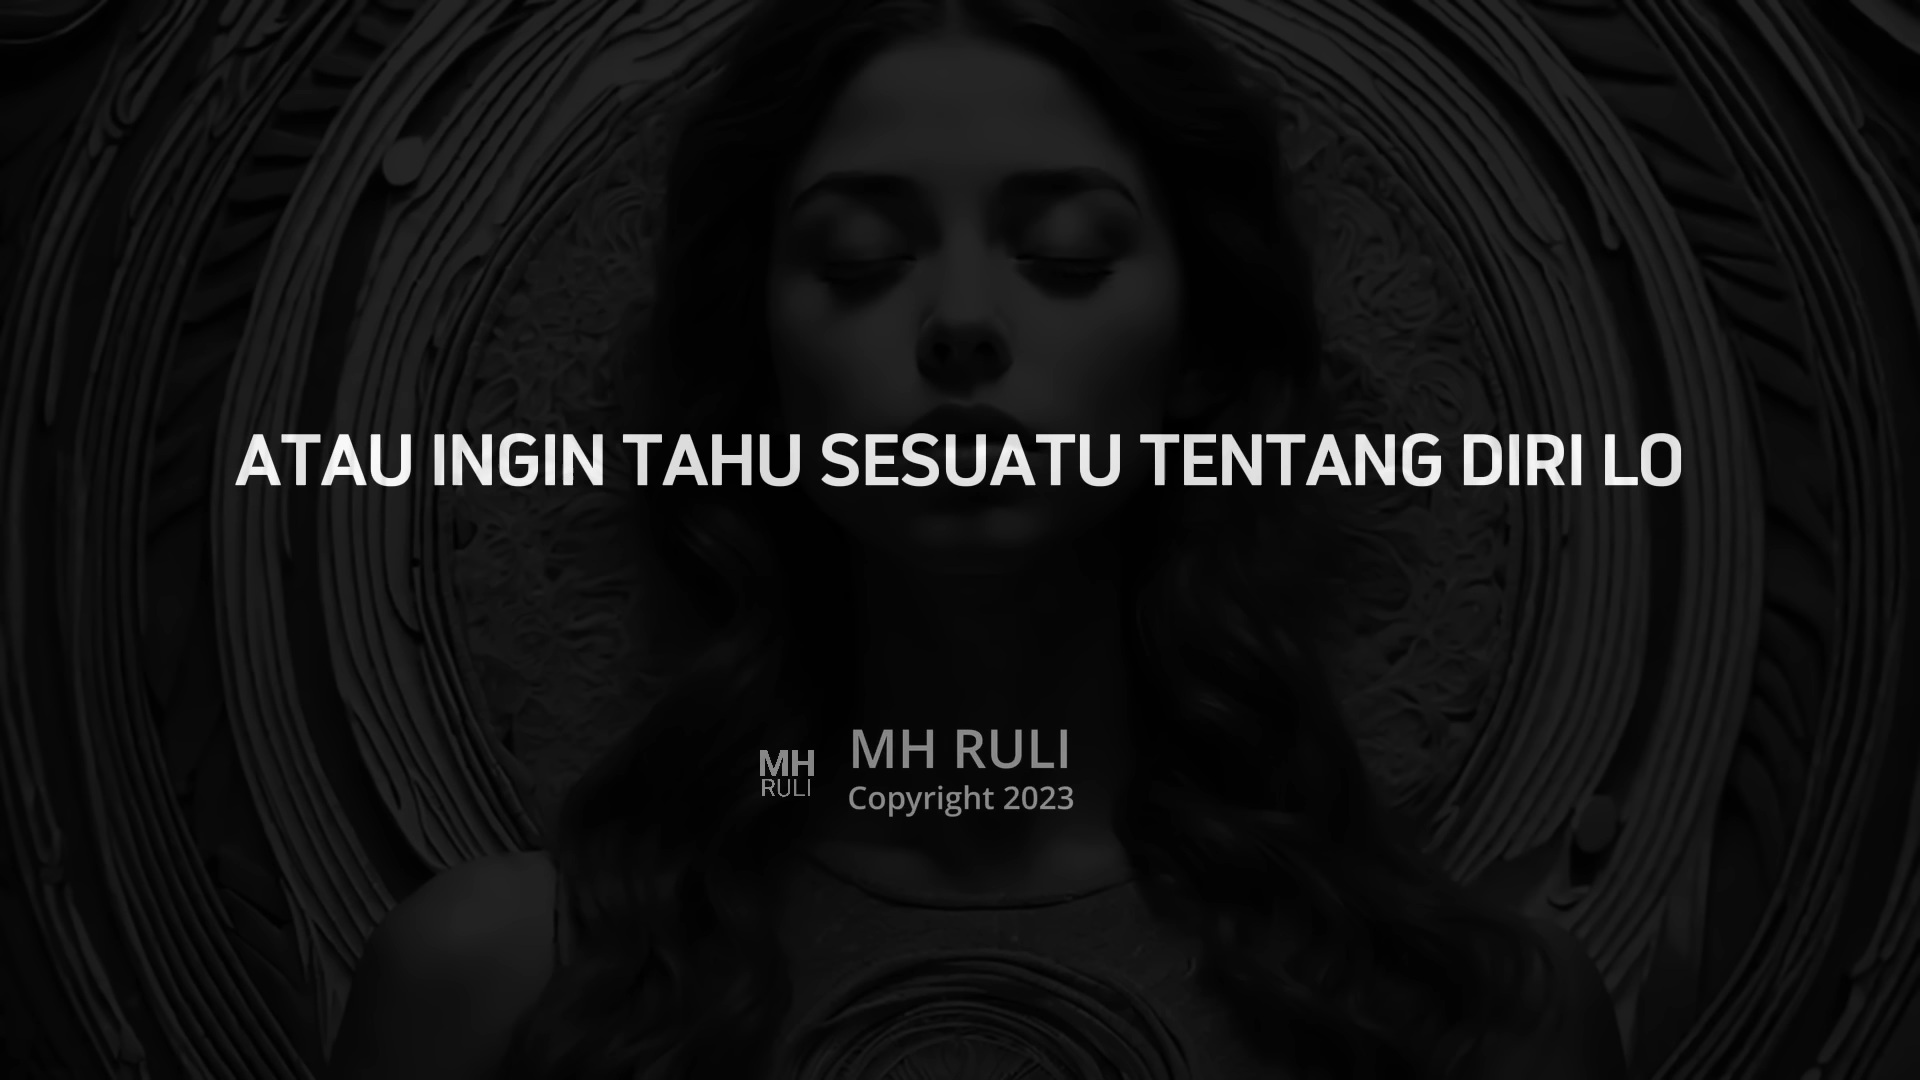 ATAU INGIN TAHU SESUATU TENTANG DIRI LO
MH
RULI
MH RULI
Copyright 2023